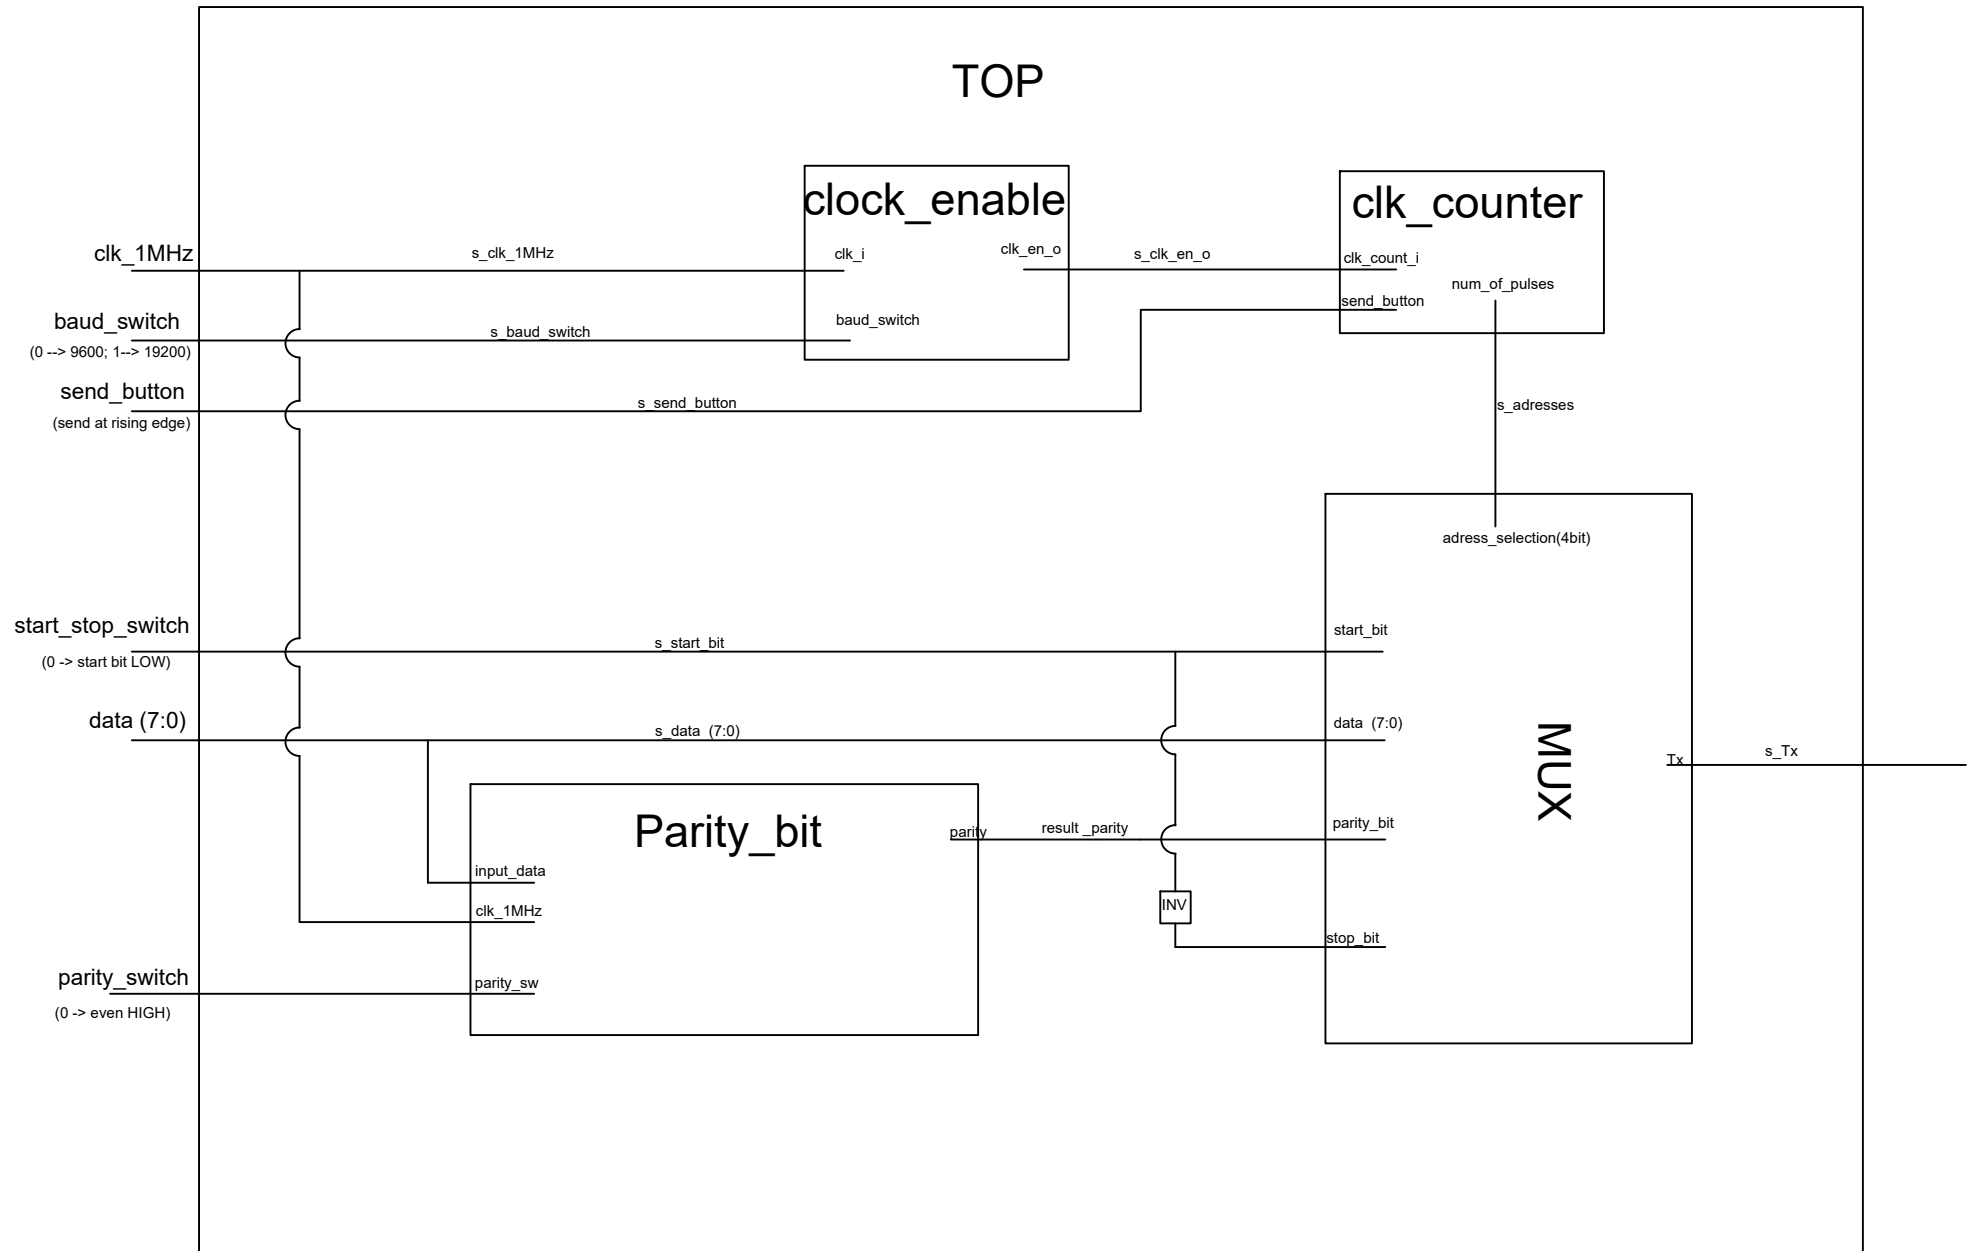 TOP
clock_enable
clk_counter
clk_1MHz
s_clk_1MHz
clk_i
clk_en_o
s_clk_en_o
clk_count_i
num_of_pulses
send_button
baud_switch
(0 --> 9600; 1--> 19200)
s_baud_switch
baud_switch
send_button
(send at rising edge)
s_send_button
s_adresses
adress_selection(4bit)
start_stop_switch
(0 -> start bit LOW)
s_start_bit
start_bit
data (7:0)
s_data (7:0)
data (7:0)
MUX
Tx
s_Tx
Parity_bit
parity
result _parity
parity_bit
input_data
clk_1MHz
INV
stop_bit
parity_switch
(0 -> even HIGH)
parity_sw